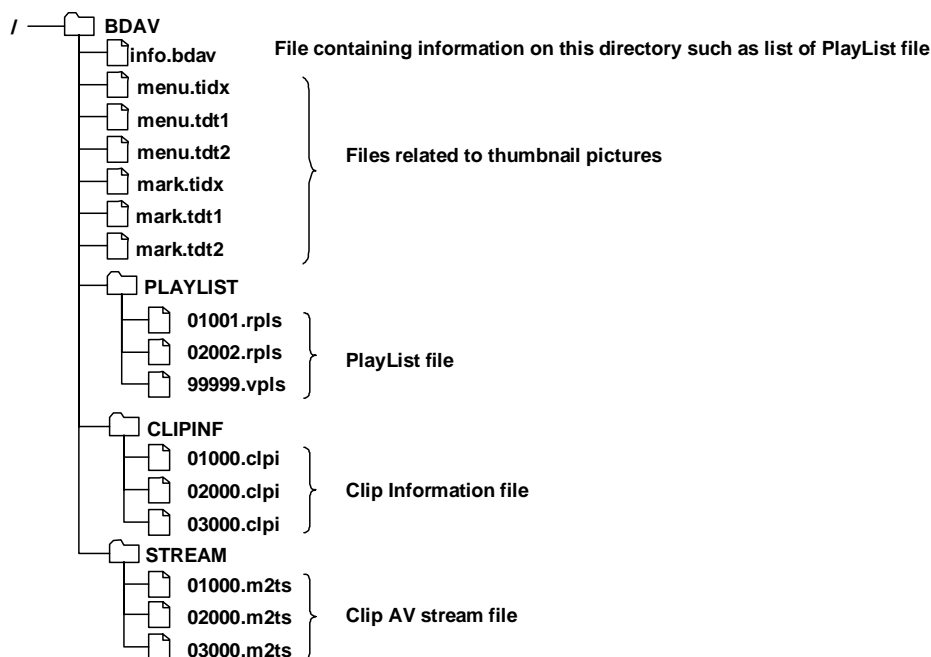 / BDAV
info.bdav File containing information on this directory such as list of PlayList file
menu.tidx
menu.tdt1
menu.tdt2 Files related to thumbnail pictures
mark.tidx
mark.tdt1
mark.tdt2
PLAYLIST
01001.rpls
02002.rpls PlayList file
99999.vpls
CLIPINF
01000.clpi
02000.clpi Clip Information file
03000.clpi
STREAM
01000.m2ts
02000.m2ts Clip AV stream file
03000.m2ts